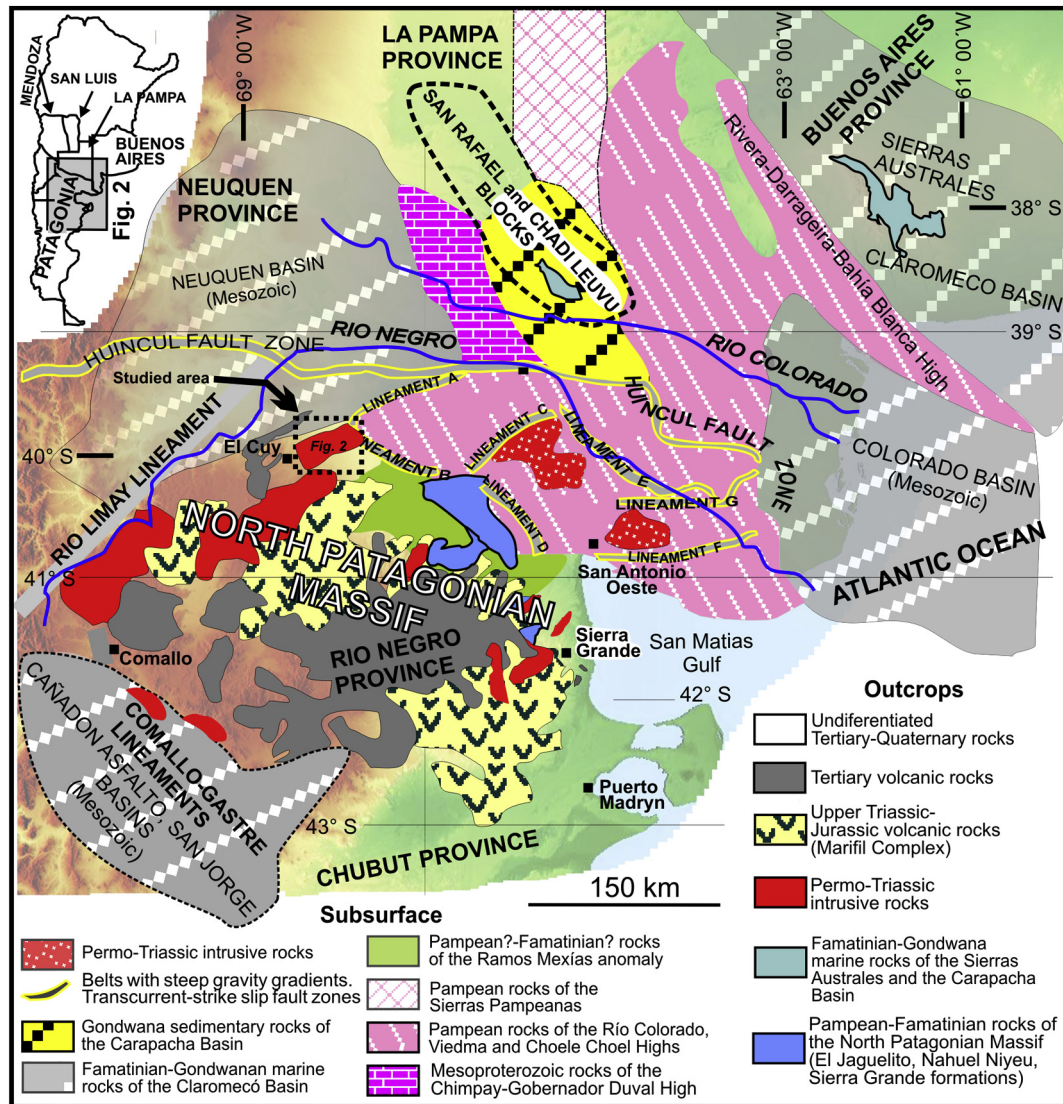 MENDOZA
SAN LUIS
LA PAMPA
BUENOS
AIRES
PATAGONIA
Fig. 2
69° 00' W
LA PAMPA
PROVINCE
63° 00' W
BUENOS AIRES
PROVINCE
61° 00' W
SAN RAFAEL and CHADI LEUVU
BLOCKS
Rivera-Darrageira-Bahía Blanca High
SIERRAS
AUSTRALES
38° S
CLAROMECO BASIN
NEUQUEN
PROVINCE
NEUQUEN BASIN
(Mesozoic)
39° S
HUINCUL FAULT ZONE
RIO NEGRO
RIO COLORADO
Studied area
LINEAMENT A
HUINCUL FAULT
ZONE
Fig. 2
El Cuy
40° S
NEAMENT B
LINEAMENT C
LINEAMENT E
LINEAMENT G
LINEAMENT D
LINEAMENT F
COLORADO BASIN
(Mesozoic)
RIO LIMAY LINEAMENT
NORTH PATAGONIAN
MASSIF
41° S
San Antonio
Oeste
ATLANTIC OCEAN
RIO NEGRO
PROVINCE
Sierra
Grande
San Matias
Gulf
Comallo
42° S
COMALLO-GASTRE
LINEAMENTS
CAÑADON ASFALTO, SAN JORGE
BASINS
(Mesozoic)
Puerto
Madryn
43° S
CHUBUT PROVINCE
150 km
Outcrops
Undiferentiated
Tertiary-Quaternary rocks
Tertiary volcanic rocks
Upper Triassic-
Jurassic volcanic rocks
(Marifil Complex)
Permo-Triassic
intrusive rocks
Famatinian-Gondwana
marine rocks of the Sierras
Australes and the Carapacha
Basin
Pampean-Famatinian rocks of
the North Patagonian Massif
(El Jaguelito, Nahuel Niyeu,
Sierra Grande formations)
Subsurface
Permo-Triassic intrusive rocks
Belts with steep gravity gradients.
Transcurrent-strike slip fault zones
Gondwana sedimentary rocks of
the Carapacha Basin
Famatinian-Gondwanan marine
rocks of the Claromecó Basin
Pampean?-Famatinian? rocks
of the Ramos Mexías anomaly
Pampean rocks of the
Sierras Pampeanas
Pampean rocks of the Río Colorado,
Viedma and Choele Choel Highs
Mesoproterozoic rocks of the
Chimpay-Gobernador Duval High